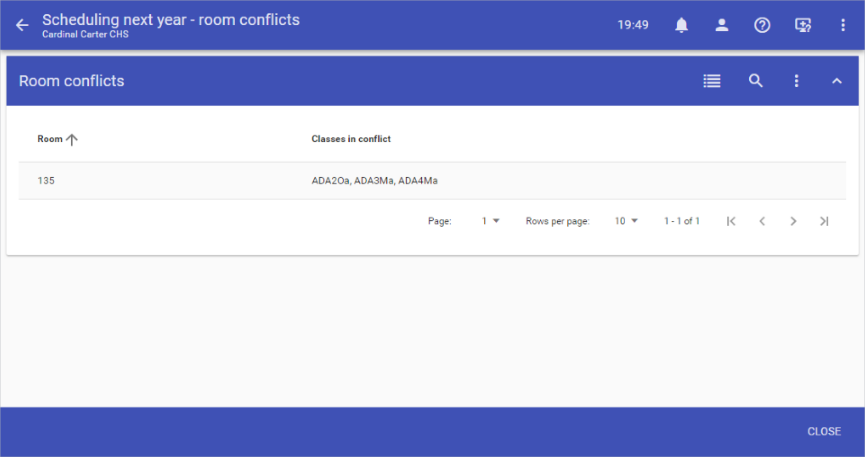 Scheduling next year - room conflicts
Cardinal Carter CHS
19:49
Room conflicts
Room Classes in conflict
135 ADA2Oa, ADA3Ma, ADA4Ma
Page: 1 Rows per page: 10 1 - 1 of 1
CLOSE